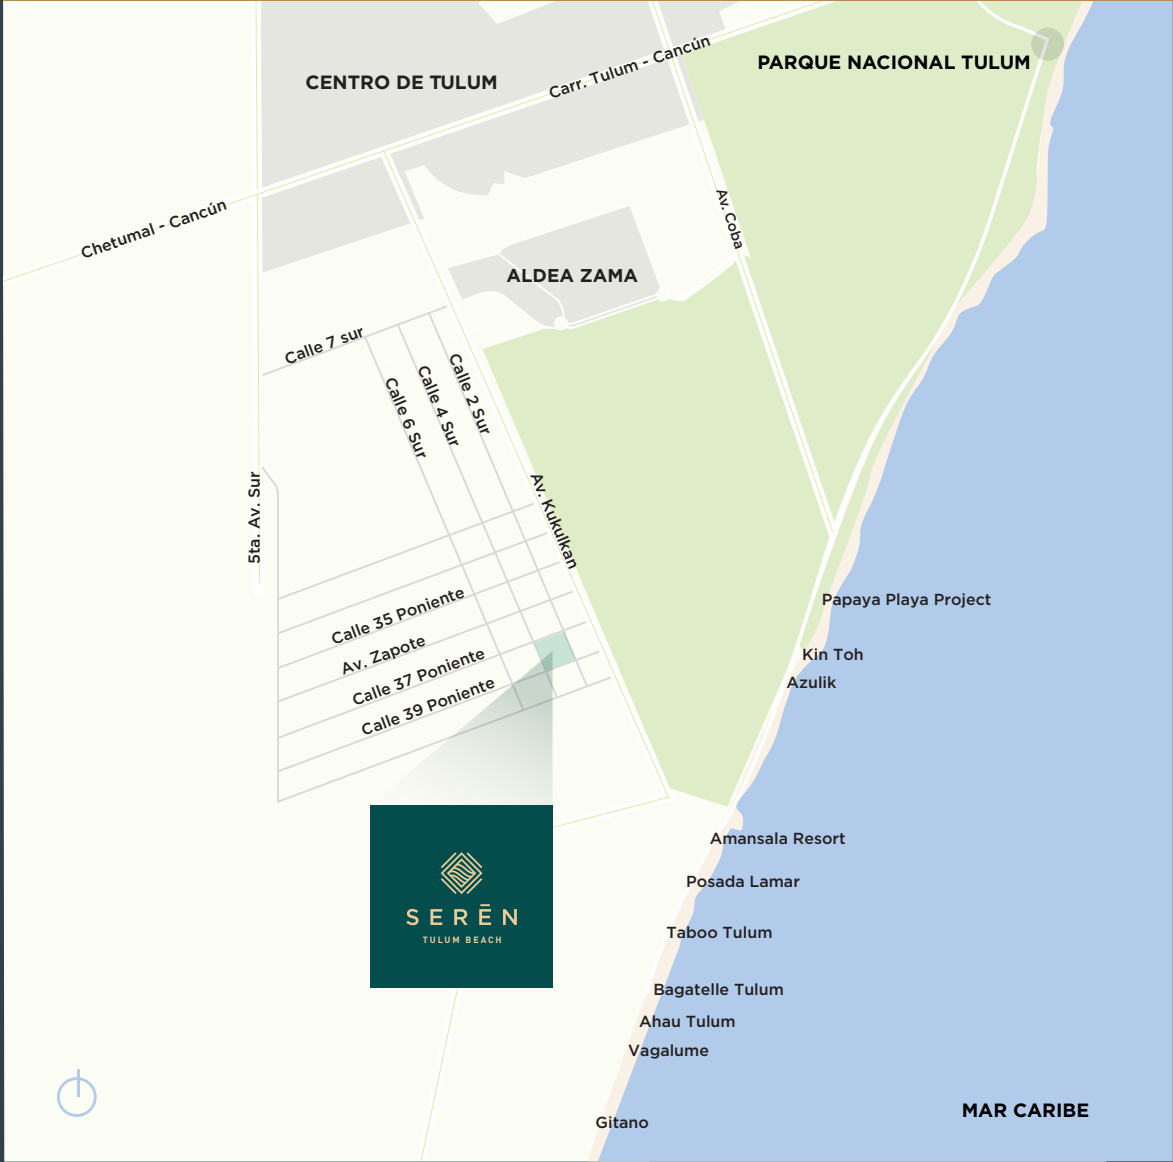 PARQUE NACIONAL TULUM
CENTRO DE TULUM
Carr. Tulum - Cancún
Chetumal - Cancún
Av. Coba
ALDEA ZAMA
Calle 7 sur
Calle 6 Sur
Calle 4 Sur
Calle 2 Sur
5ta. Av. Sur
Av. Kukulkan
Calle 35 Poniente
Av. Zapote
Calle 37 Poniente
Calle 39 Poniente
Papaya Playa Project
Kin Toh
Azulik
Amansala Resort
Posada Lamar
Taboo Tulum
SERĒN
TULUM BEACH
Bagatelle Tulum
Ahau Tulum
Vagalume
Gitano
MAR CARIBE